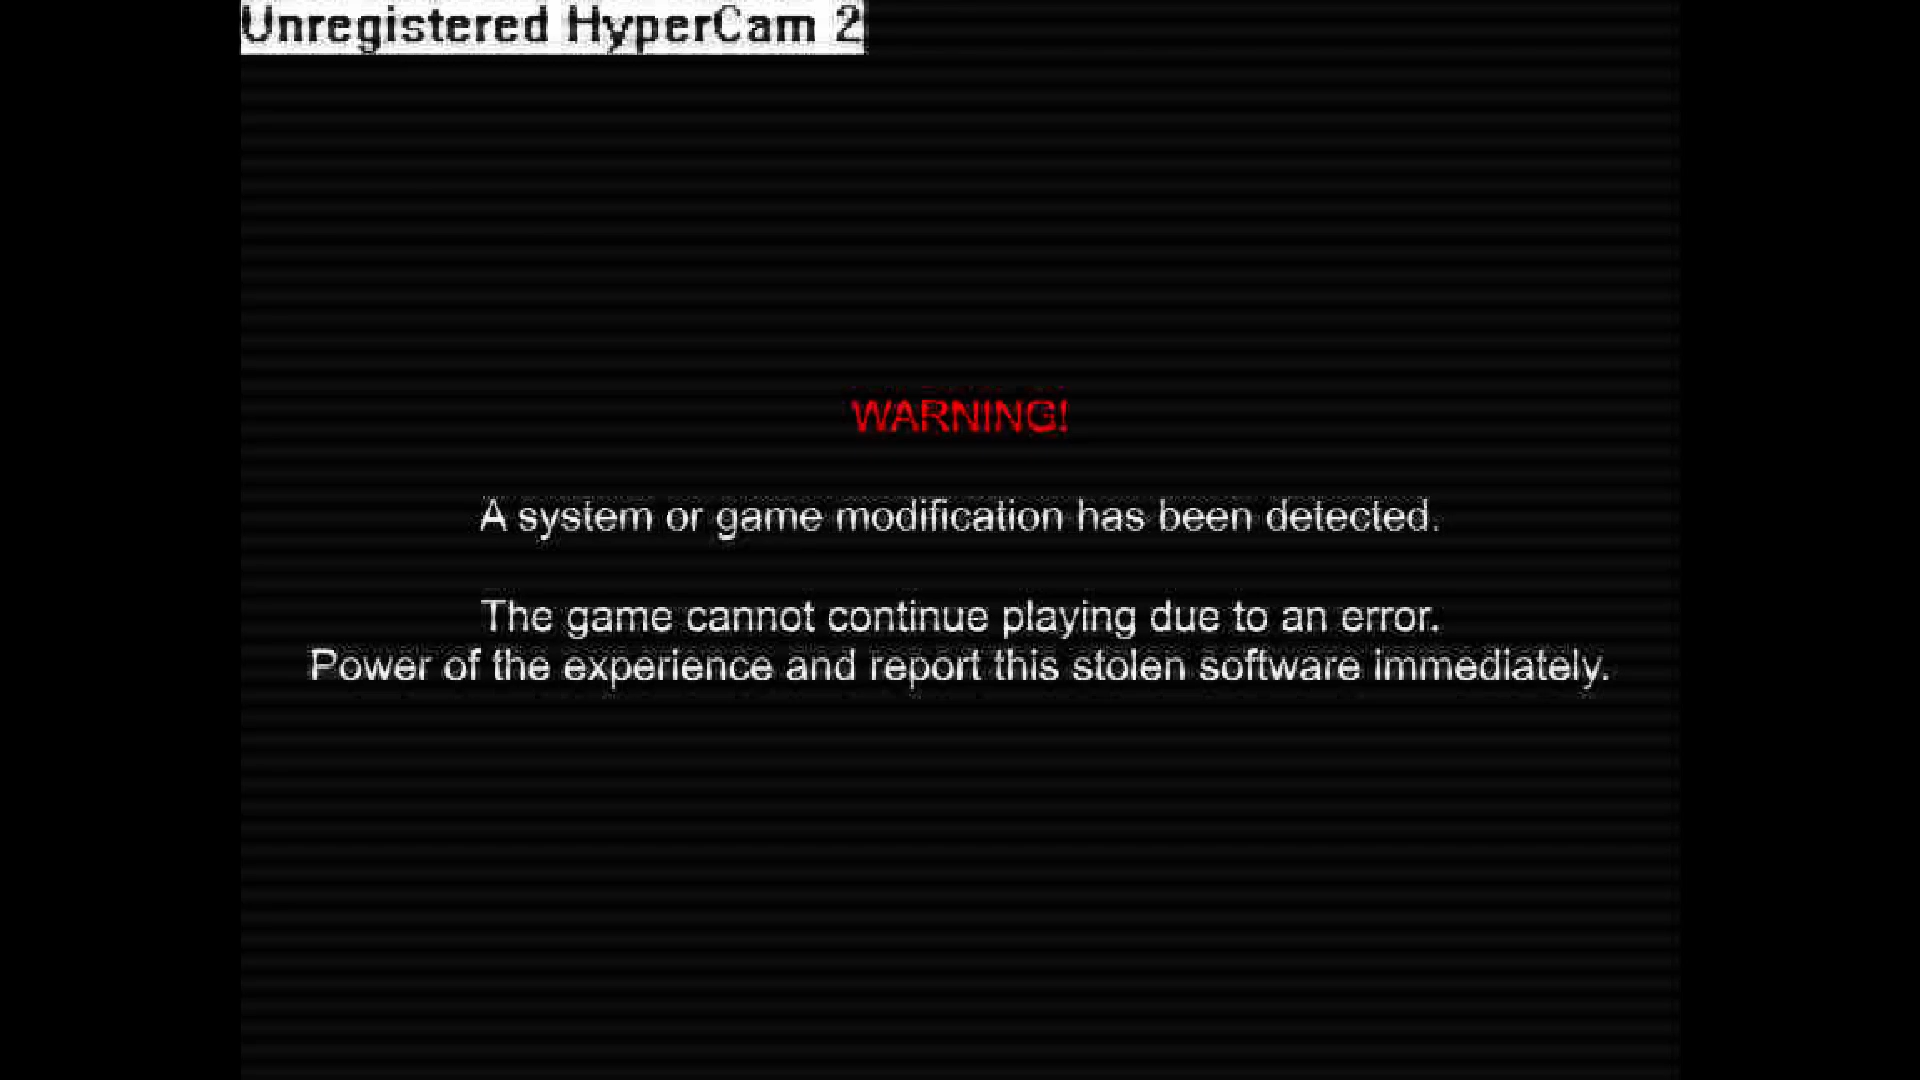 Unregistered HyperCam 2
WARNING!
A system or game modification has been detected.
The game cannot continue playing due to an error.
Power of the experience and report this stolen software immediately.